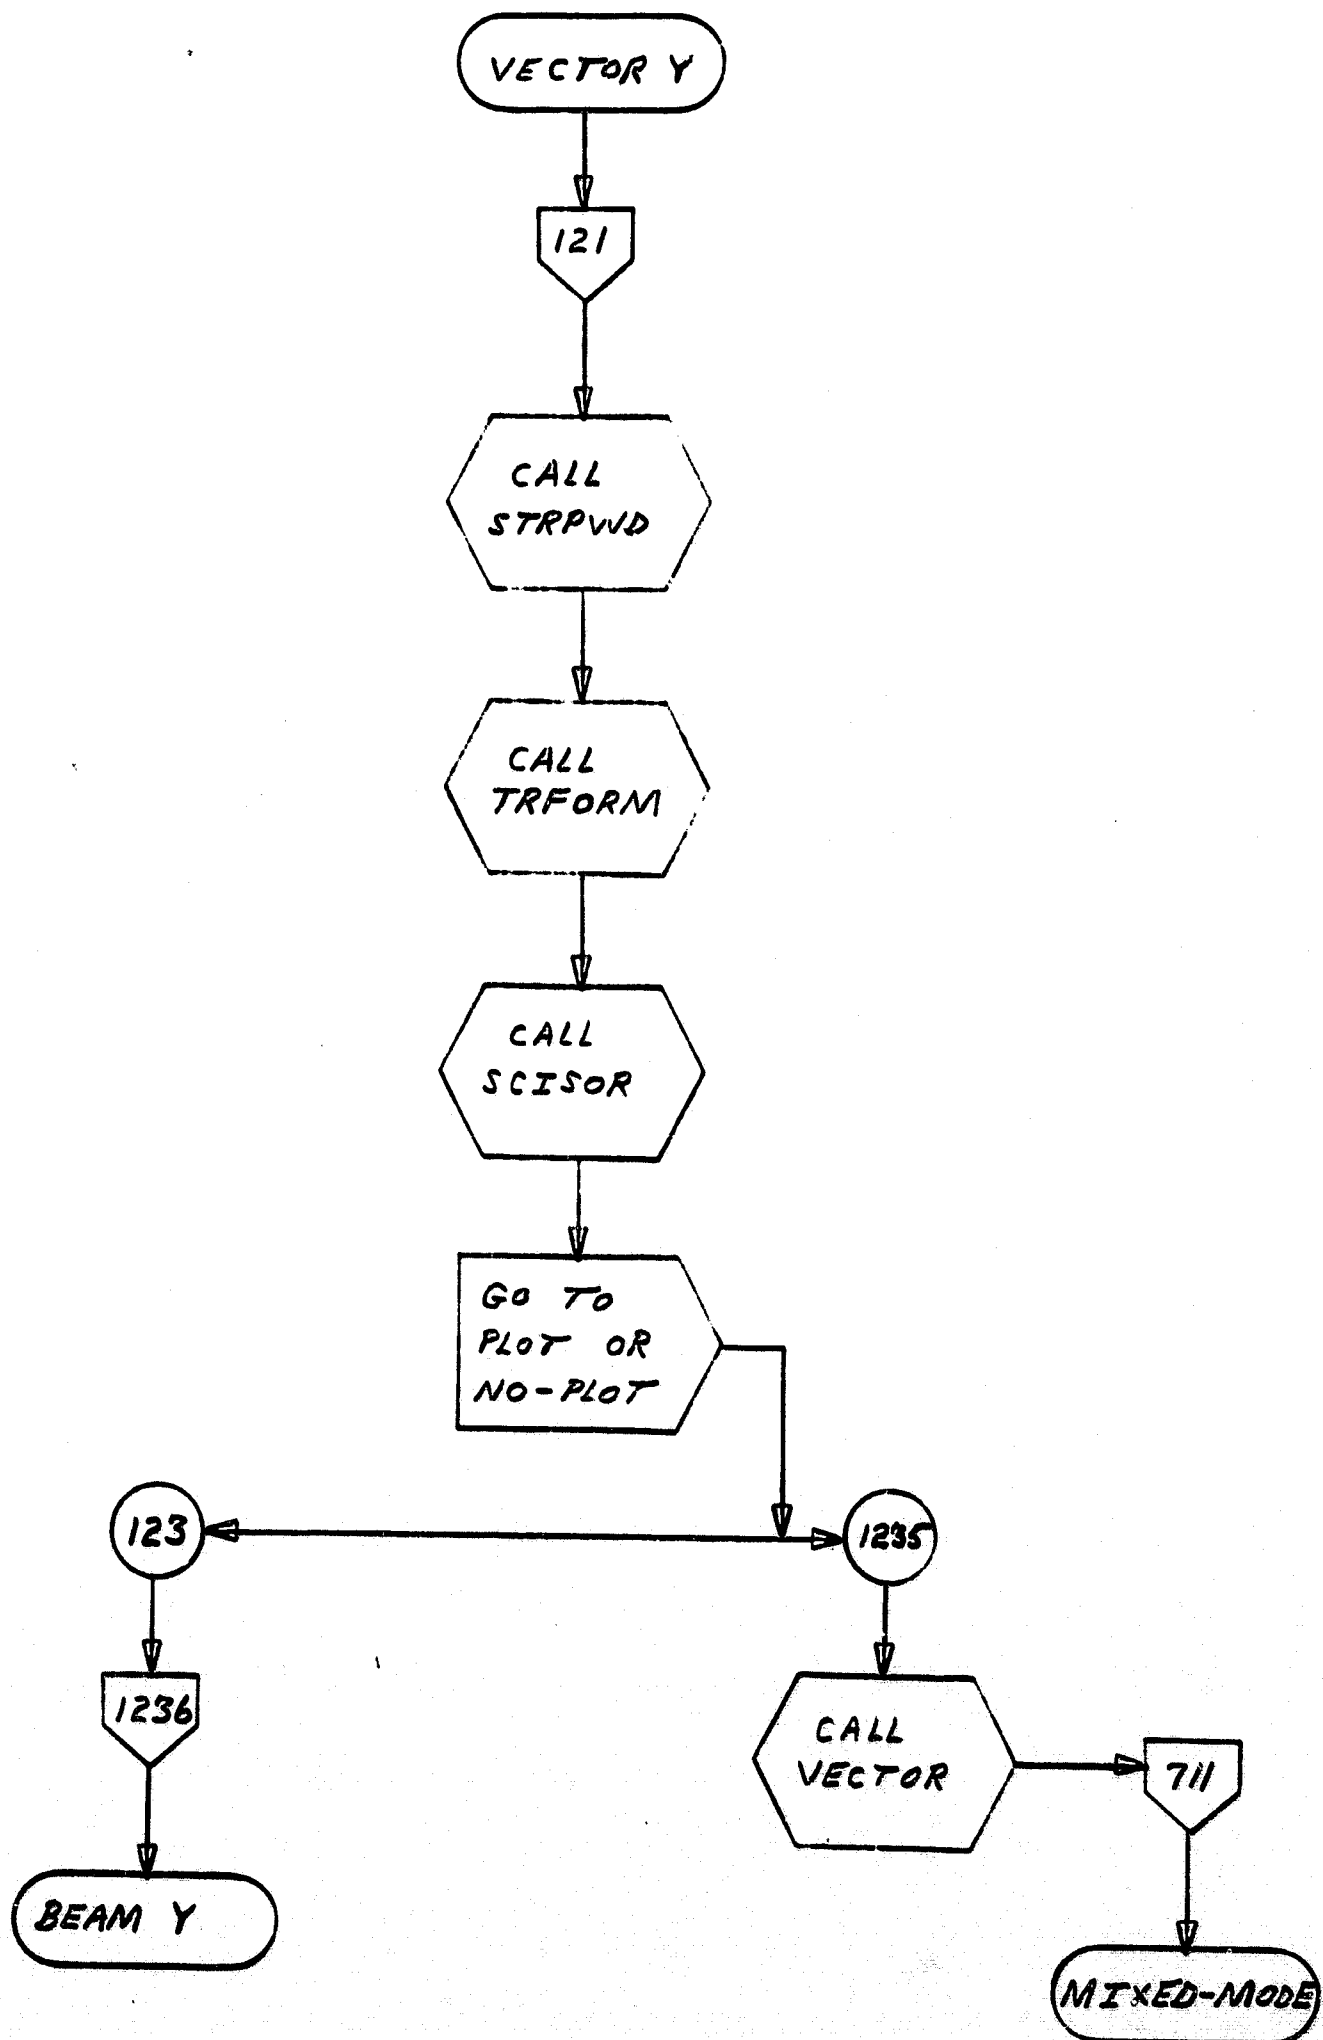 VECTOR Y
121
CALL
STRPWD
CALL
TRFORM
CALL
SCISOR
GO TO
PLOT OR
NO-PLOT
123
1235
1236
CALL
VECTOR
711
BEAM Y
MIXED-MODE